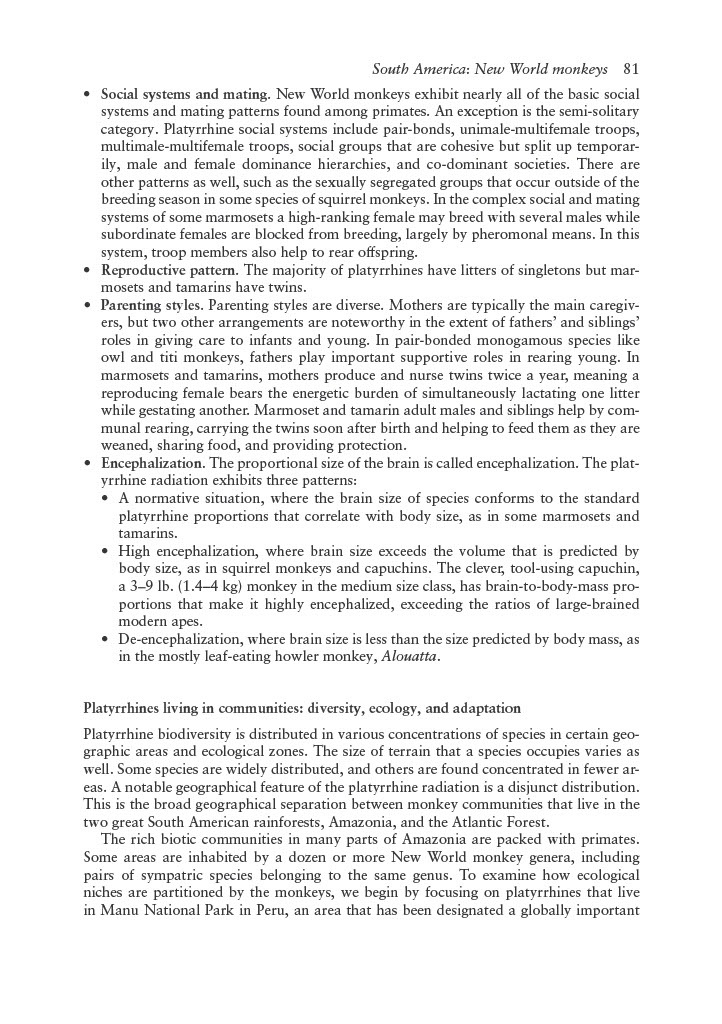 South America: New World monkeys 81
• Social systems and mating. New World monkeys exhibit nearly all of the basic social
systems and mating patterns found among primates. An exception is the semi-solitary
category. Platyrrhine social systems include pair-bonds, unimale-multifemale troops,
multimale-multifemale troops, social groups that are cohesive but split up temporar-
ily, male and female dominance hierarchies, and co-dominant societies. There are
other patterns as well, such as the sexually segregated groups that occur outside of the
breeding season in some species of squirrel monkeys. In the complex social and mating
systems of some marmosets a high-ranking female may breed with several males while
subordinate females are blocked from breeding, largely by pheromonal means. In this
system, troop members also help to rear offspring.
• Reproductive pattern. The majority of platyrrhines have litters of singletons but mar-
mosets and tamarins have twins.
• Parenting styles. Parenting styles are diverse. Mothers are typically the main caregiv-
ers, but two other arrangements are noteworthy in the extent of fathers’ and siblings’
roles in giving care to infants and young. In pair-bonded monogamous species like
owl and titi monkeys, fathers play important supportive roles in rearing young. In
marmosets and tamarins, mothers produce and nurse twins twice a year, meaning a
reproducing female bears the energetic burden of simultaneously lactating one litter
while gestating another. Marmoset and tamarin adult males and siblings help by com-
munal rearing, carrying the twins soon after birth and helping to feed them as they are
weaned, sharing food, and providing protection.
• Encephalization. The proportional size of the brain is called encephalization. The plat-
yrrhine radiation exhibits three patterns:
• A normative situation, where the brain size of species conforms to the standard
platyrrhine proportions that correlate with body size, as in some marmosets and
tamarins.
• High encephalization, where brain size exceeds the volume that is predicted by
body size, as in squirrel monkeys and capuchins. The clever, tool-using capuchin,
a 3–9 lb. (1.4–4 kg) monkey in the medium size class, has brain-to-body-mass pro-
portions that make it highly encephalized, exceeding the ratios of large-brained
modern apes.
• De-encephalization, where brain size is less than the size predicted by body mass, as
in the mostly leaf-eating howler monkey, Alouatta.
Platyrrhines living in communities: diversity, ecology, and adaptation
Platyrrhine biodiversity is distributed in various concentrations of species in certain geo-
graphic areas and ecological zones. The size of terrain that a species occupies varies as
well. Some species are widely distributed, and others are found concentrated in fewer ar-
eas. A notable geographical feature of the platyrrhine radiation is a disjunct distribution.
This is the broad geographical separation between monkey communities that live in the
two great South American rainforests, Amazonia, and the Atlantic Forest.
The rich biotic communities in many parts of Amazonia are packed with primates.
Some areas are inhabited by a dozen or more New World monkey genera, including
pairs of sympatric species belonging to the same genus. To examine how ecological
niches are partitioned by the monkeys, we begin by focusing on platyrrhines that live
in Manu National Park in Peru, an area that has been designated a globally important